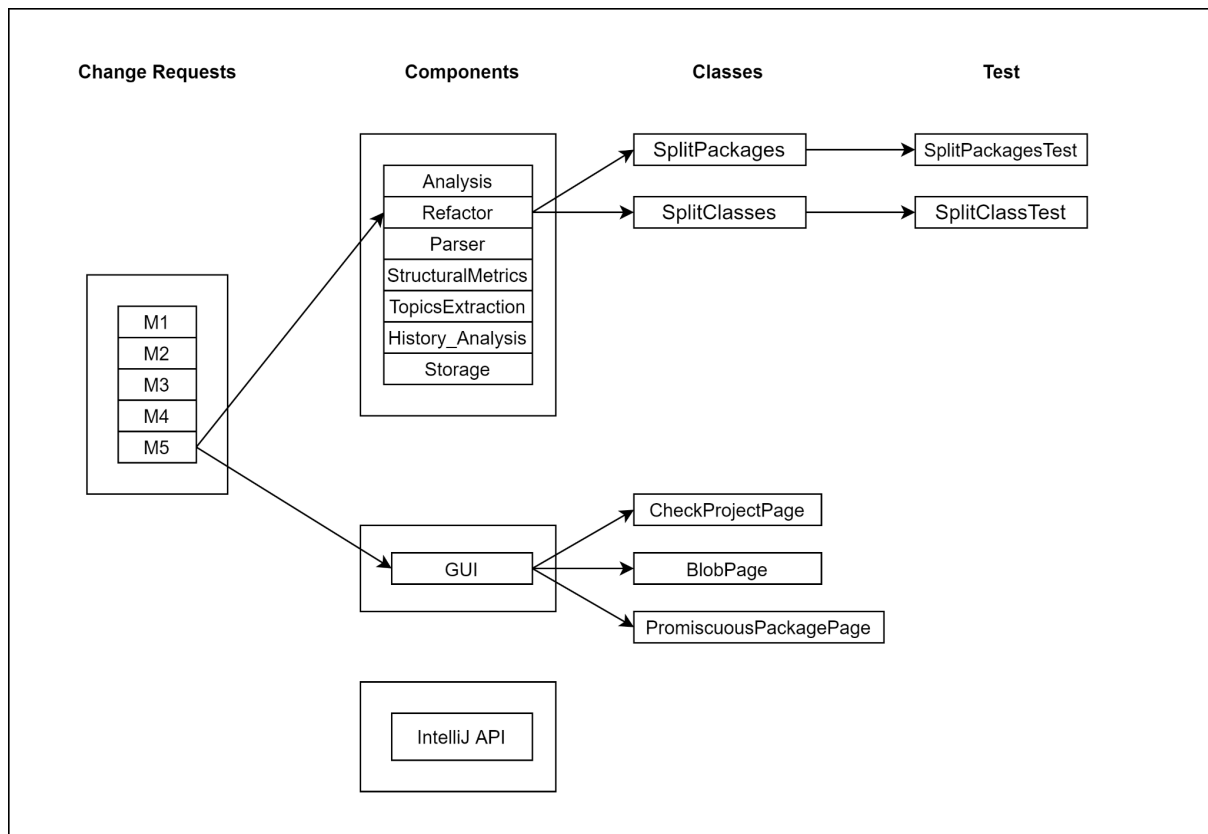 Change Requests
Components
Classes
Test
SplitPackages
SplitPackagesTest
Analysis
Refactor
SplitClasses
SplitClassTest
Parser
StructuralMetrics
TopicsExtraction
History_Analysis
Storage
M1
M2
M3
M4
M5
CheckProjectPage
GUI
BlobPage
PromiscuousPackagePage
IntelliJ API